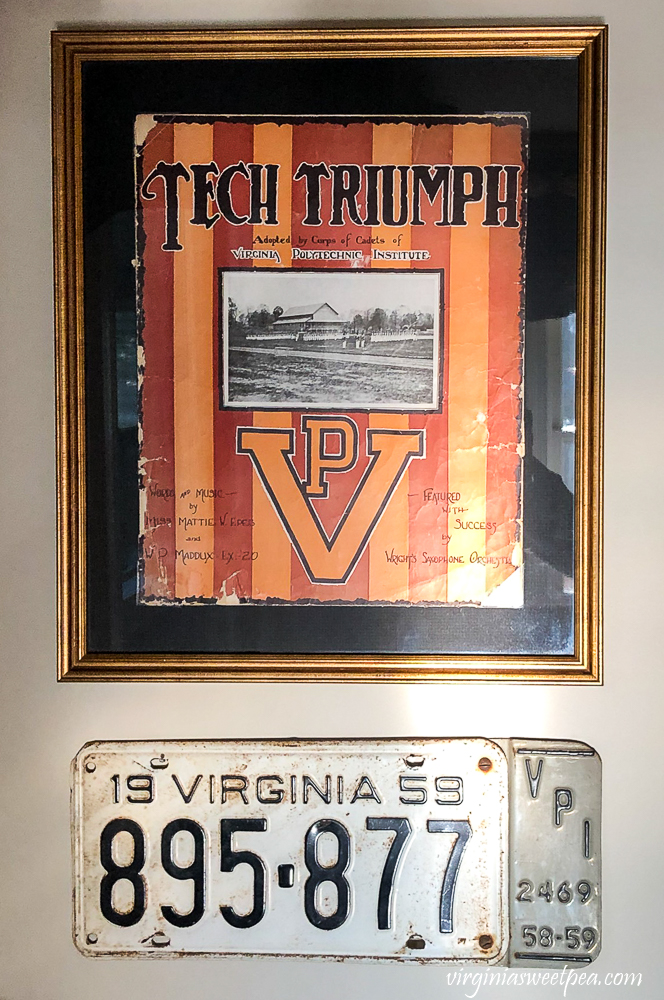 TECH TRIUMPH
Adopted by Corps of Cadets of
VIRGINIA POLYTECHNIC INSTITUTE.
VP
WORDS AND MUSIC
by
MISS MATTIE W. EPES
and
W. P. MADDUX EX-'20
FEATURED
WITH
SUCCESS
by
WRIGHT'S SAXOPHONE ORCHESTRA
19 VIRGINIA 59
895·877
VPI
2469
58-59
virginiasweetpea.com